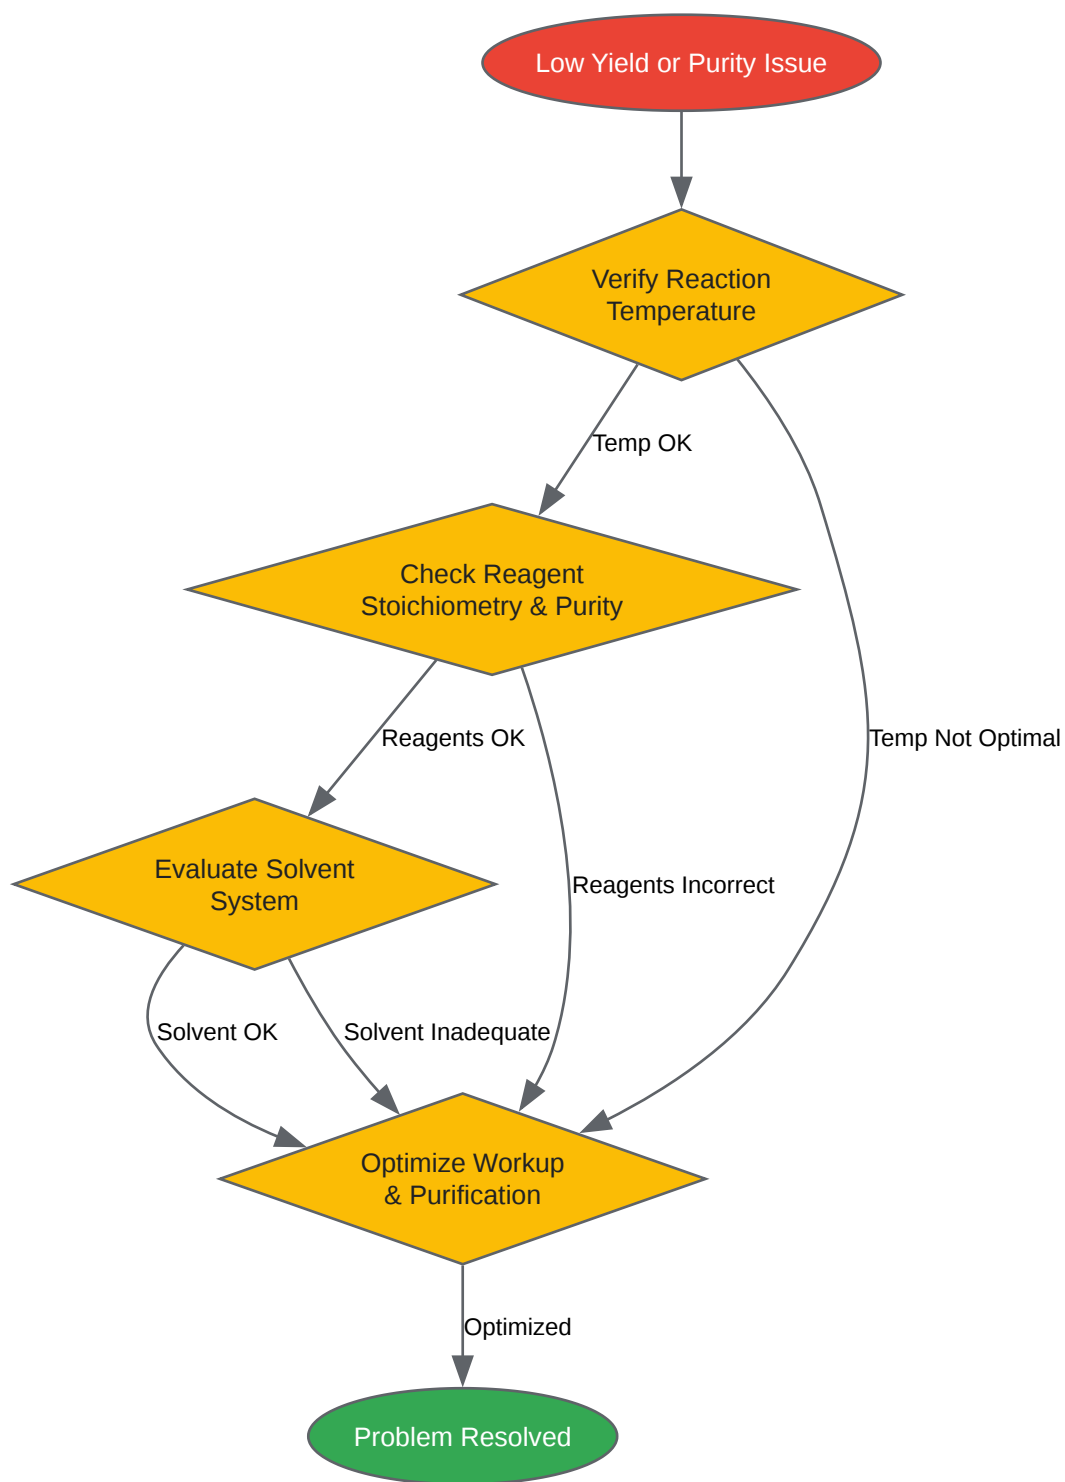 Low Yield or Purity Issue
Verify Reaction
Temperature
Temp OK
Check Reagent
Stoichiometry & Purity
Reagents OK
Temp Not Optimal
Evaluate Solvent
System
Reagents Incorrect
Solvent OK
Solvent Inadequate
Optimize Workup
& Purification
Optimized
Problem Resolved